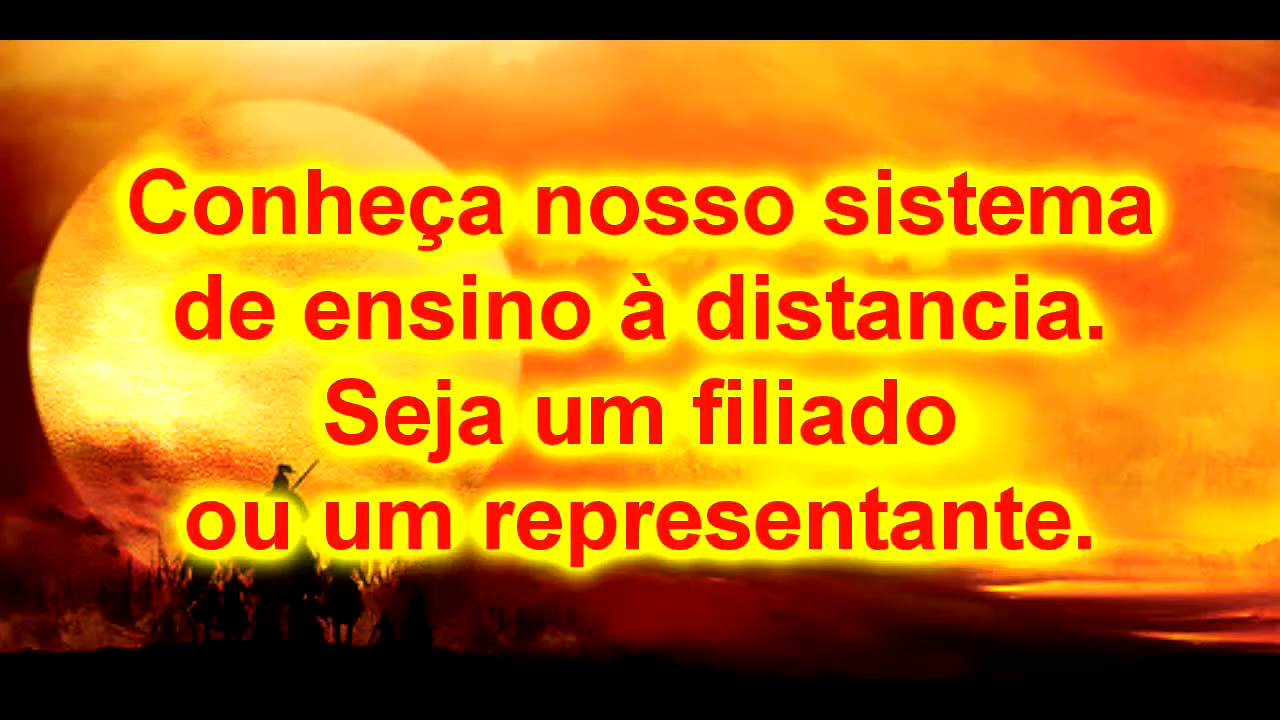 Conheça nosso sistema
de ensino à distancia.
Seja um filiado
ou um representante.